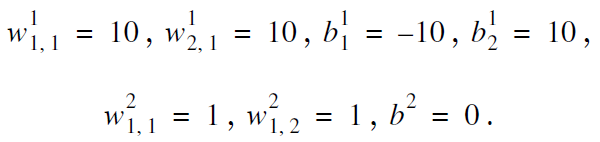 $w^1_{1,1} = 10$, $w^1_{2,1} = 10$, $b^1_1 = -10$, $b^1_2 = 10$,
$w^2_{1,1} = 1$, $w^2_{1,2} = 1$, $b^2 = 0$.